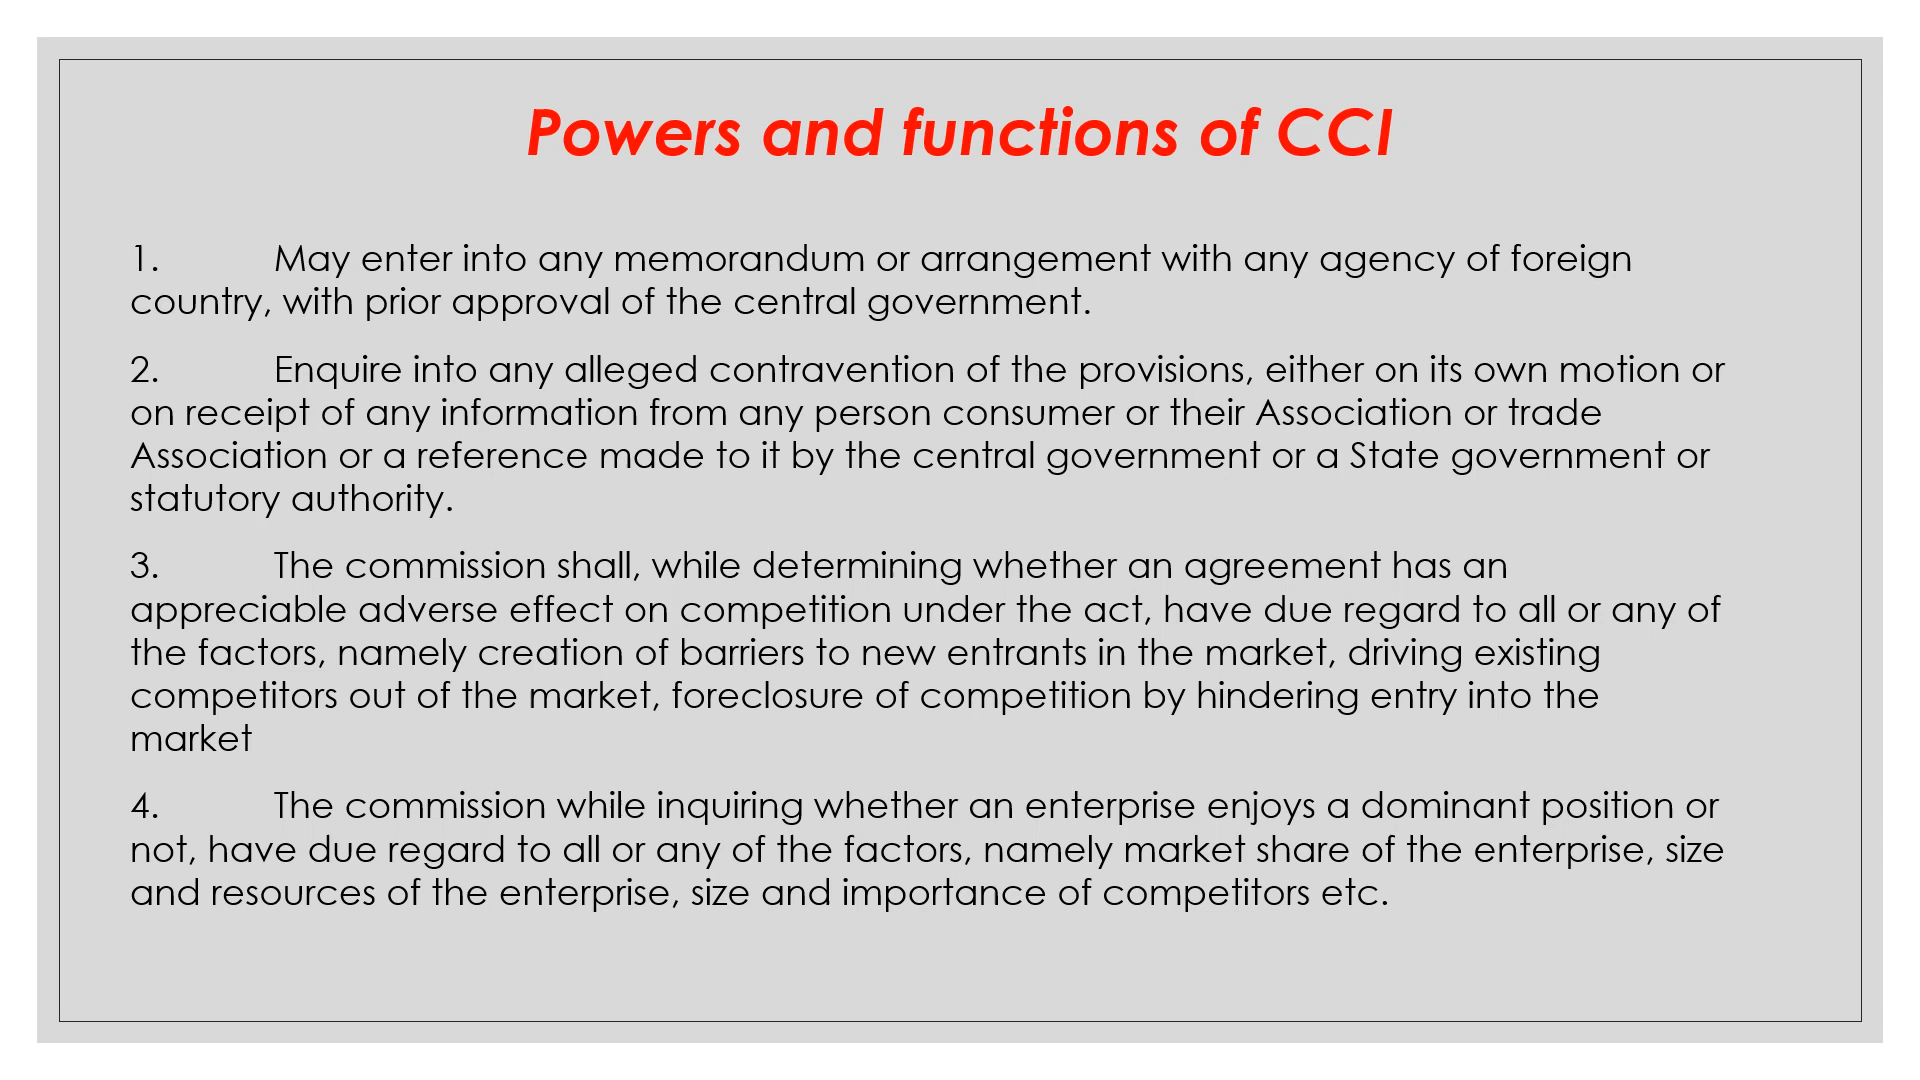 Powers and functions of CCI
1. May enter into any memorandum or arrangement with any agency of foreign
country, with prior approval of the central government.
2. Enquire into any alleged contravention of the provisions, either on its own motion or
on receipt of any information from any person consumer or their Association or trade
Association or a reference made to it by the central government or a State government or
statutory authority.
3. The commission shall, while determining whether an agreement has an
appreciable adverse effect on competition under the act, have due regard to all or any of
the factors, namely creation of barriers to new entrants in the market, driving existing
competitors out of the market, foreclosure of competition by hindering entry into the
market
4. The commission while inquiring whether an enterprise enjoys a dominant position or
not, have due regard to all or any of the factors, namely market share of the enterprise, size
and resources of the enterprise, size and importance of competitors etc.